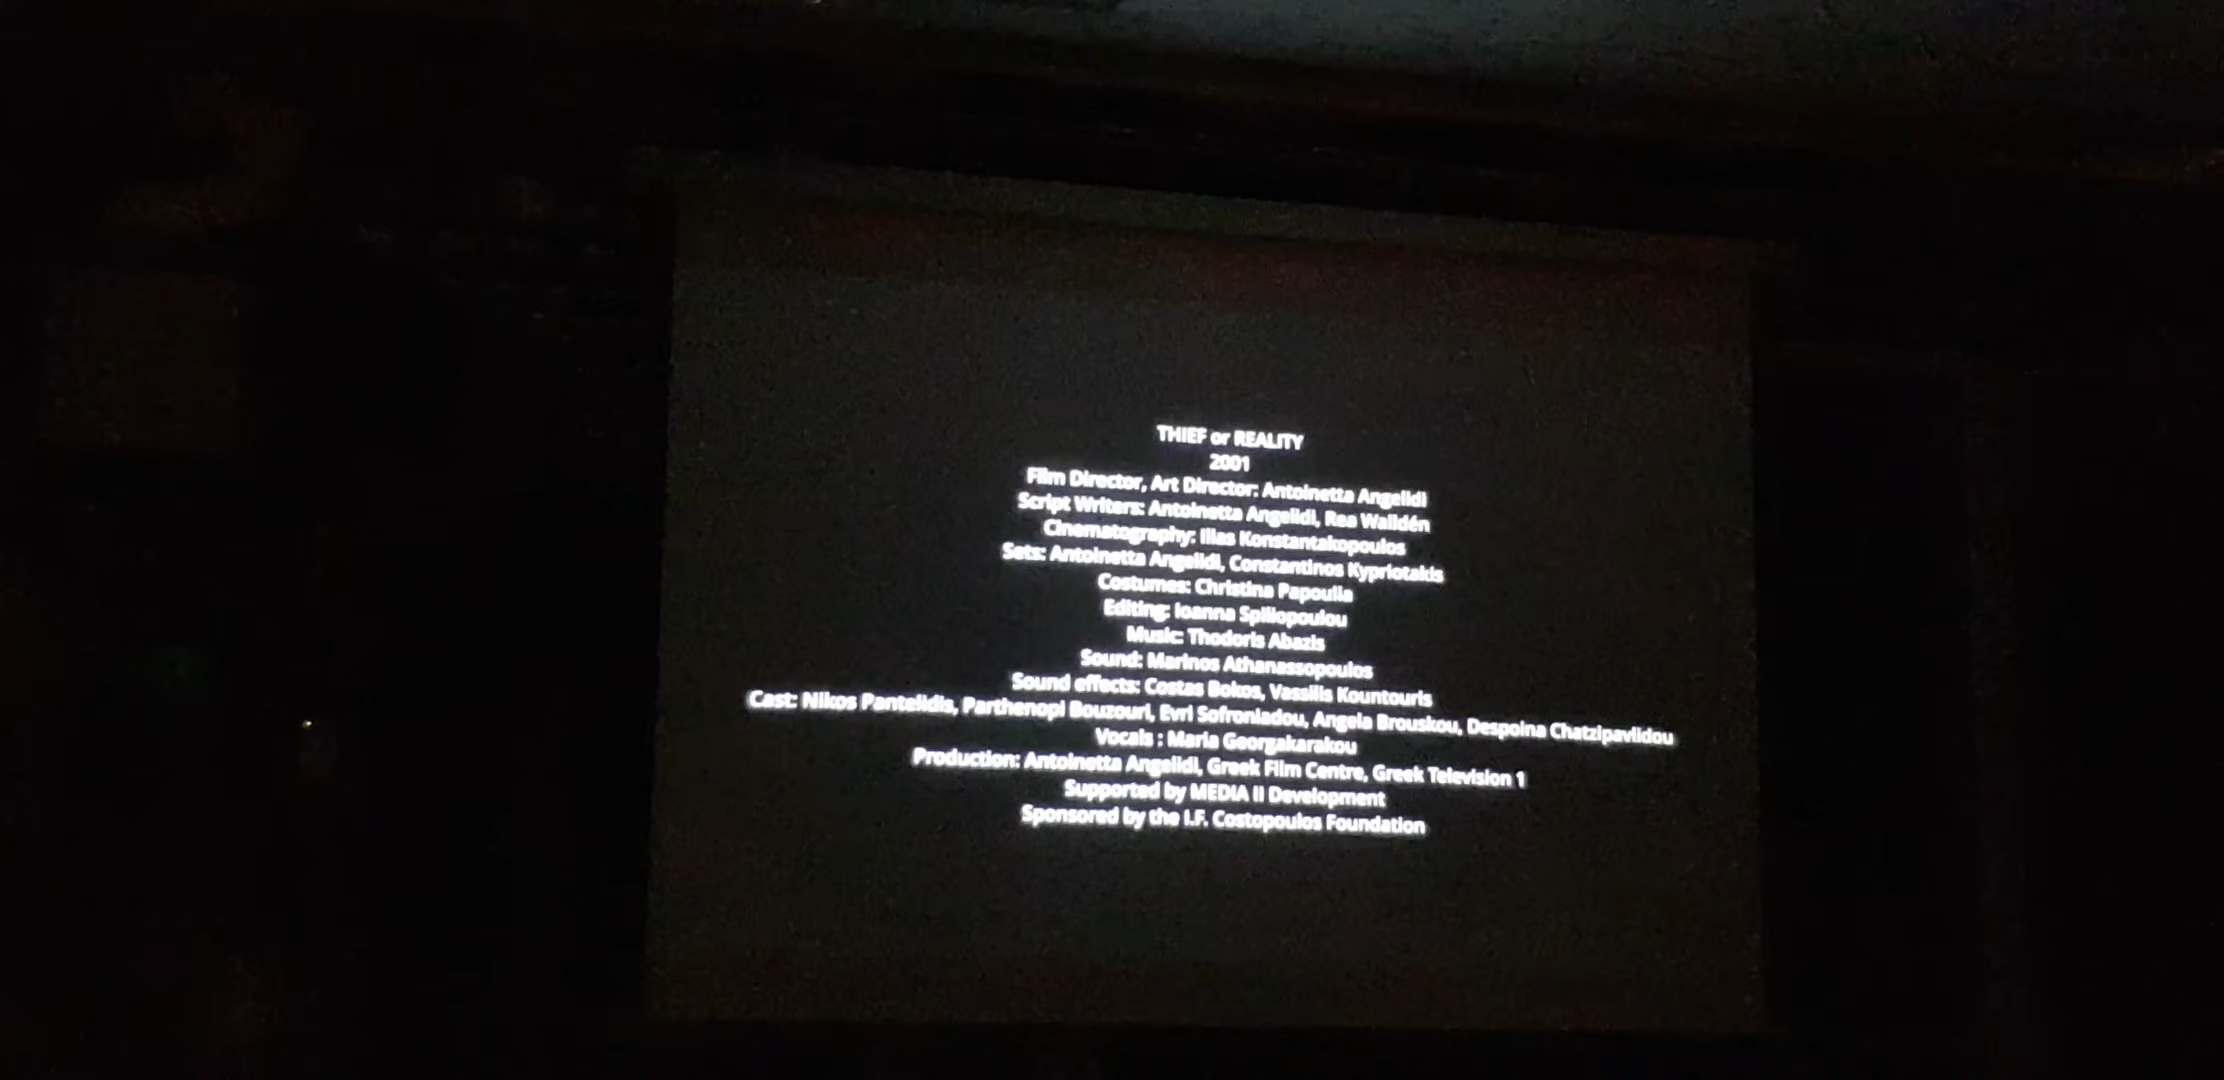 THIEF or REALITY
2001
Film Director, Art Director: Antoinetta Angelidi
Script Writers: Antoinetta Angelidi, Rea Walldén
Cinematography: Ilias Konstantakopoulos
Sets: Antoinetta Angelidi, Constantinos Kypriotakis
Costumes: Christina Papoulia
Editing: Ioanna Spiliopoulou
Music: Thodoris Abazis
Sound: Marinos Athanassopoulos
Sound effects: Costas Bokos, Vassilis Kountouris
Cast: Nikos Pantelidis, Parthenopi Bouzouri, Evri Sofroniadou, Angela Brouskou, Despoina Chatzipavlidou
Vocals : Maria Georgakarakou
Production: Antoinetta Angelidi, Greek Film Centre, Greek Television 1
Supported by MEDIA II Development
Sponsored by the I.F. Costopoulos Foundation